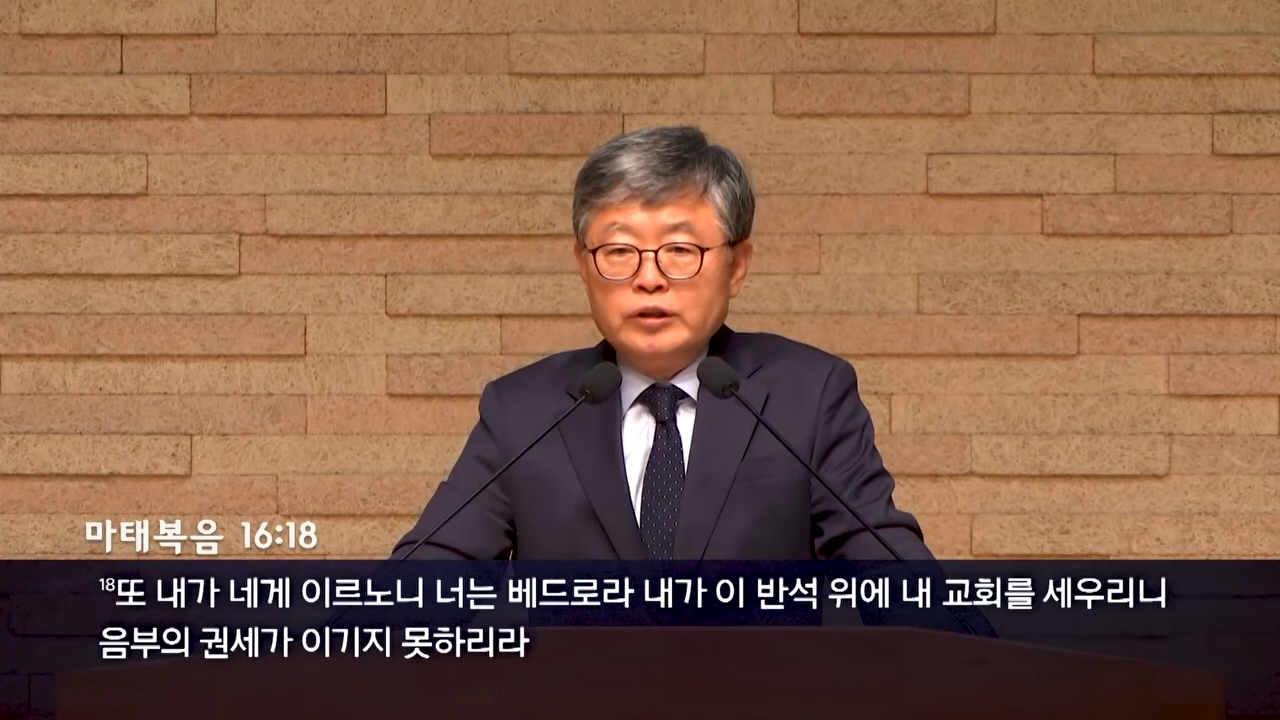 마태복음 16:18
18또 내가 네게 이르노니 너는 베드로라 내가 이 반석 위에 내 교회를 세우리니
음부의 권세가 이기지 못하리라